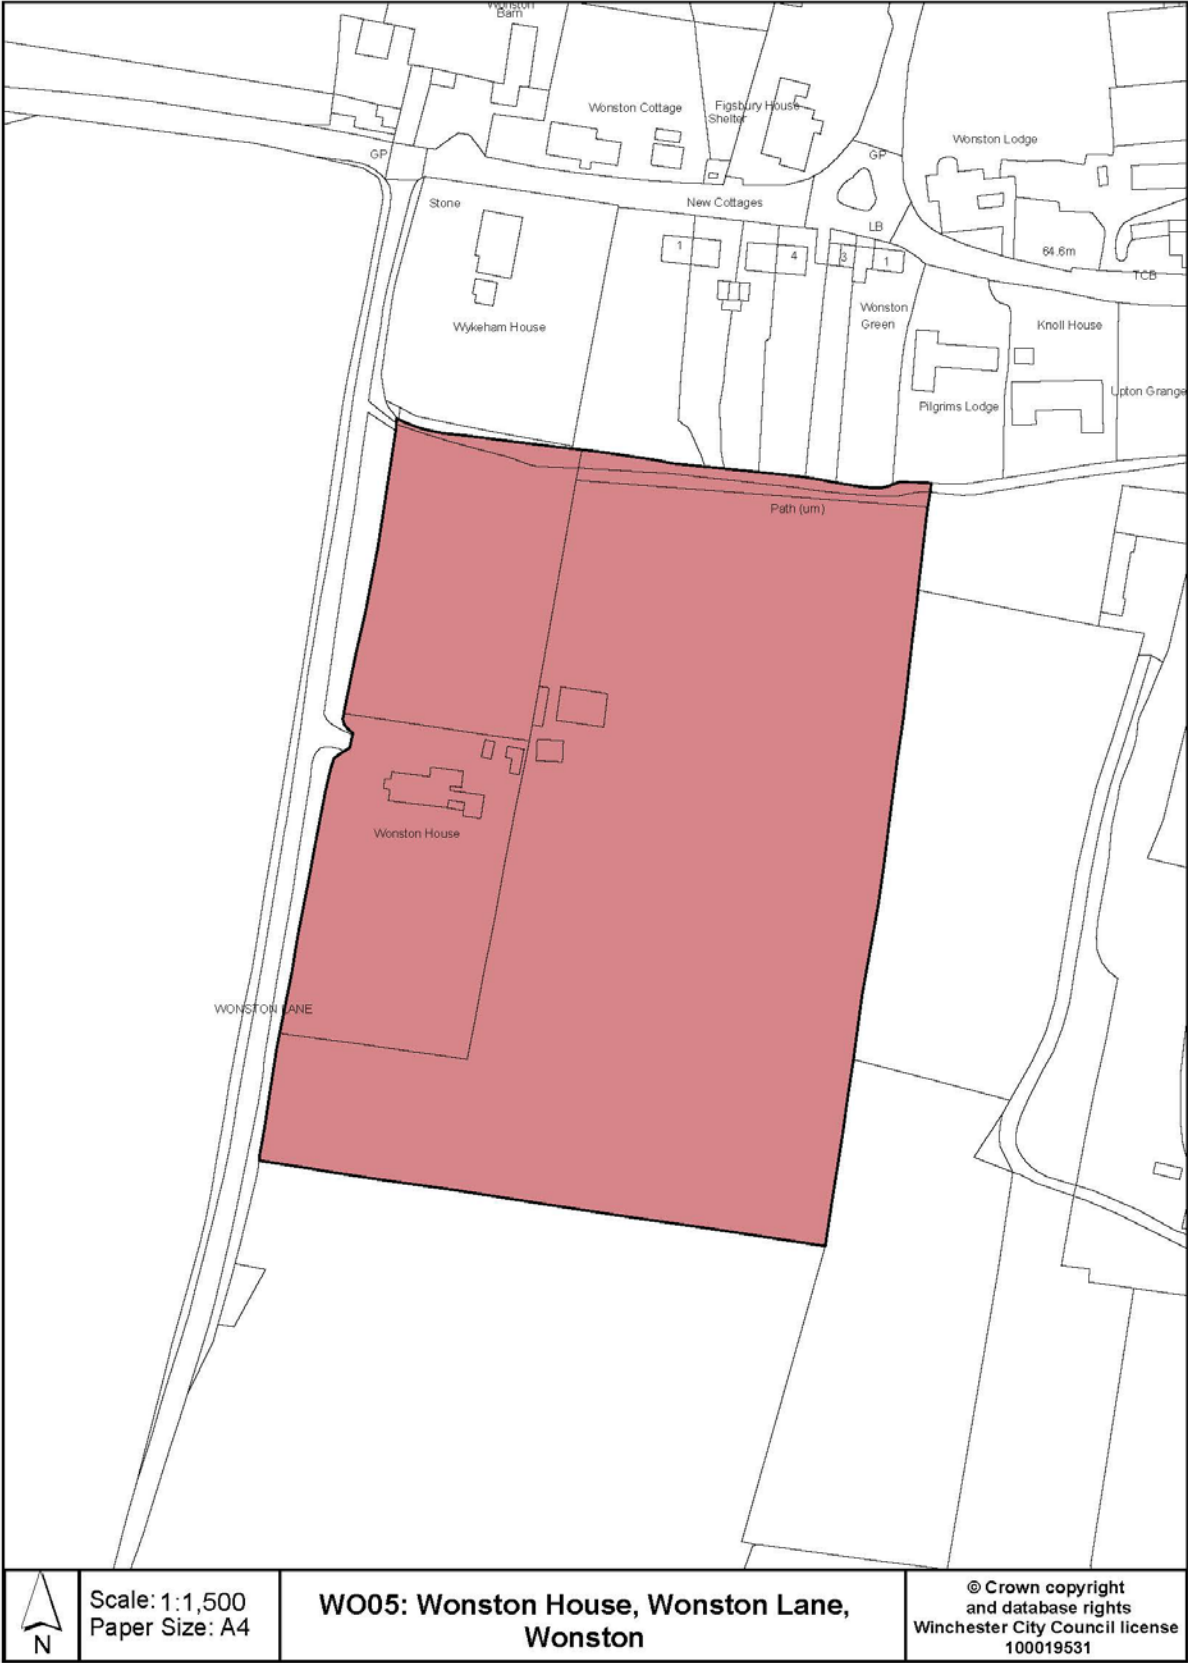 Wonston
Barn
Wonston Cottage
Figsbury House
Shelter
Wonston Lodge
GP
GP
Stone
New Cottages
LB
1
4
3
1
64.6m
TCB
Wykeham House
Wonston
Green
Knoll House
Upton Grange
Pilgrims Lodge
Path (um)
Wonston House
WONSTON LANE
N
Scale: 1:1,500
Paper Size: A4
WO05: Wonston House, Wonston Lane,
Wonston
© Crown copyright
and database rights
Winchester City Council license
100019531